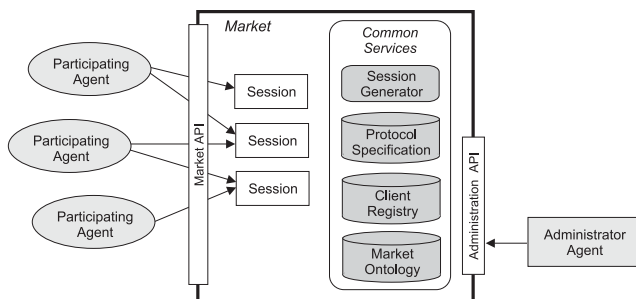 Market
Common
Services
Participating
Agent
Session
Session
Generator
Participating
Agent
Session
Protocol
Specification
Session
Client
Registry
Participating
Agent
Market
Ontology
Market API
Administration API
Administrator
Agent